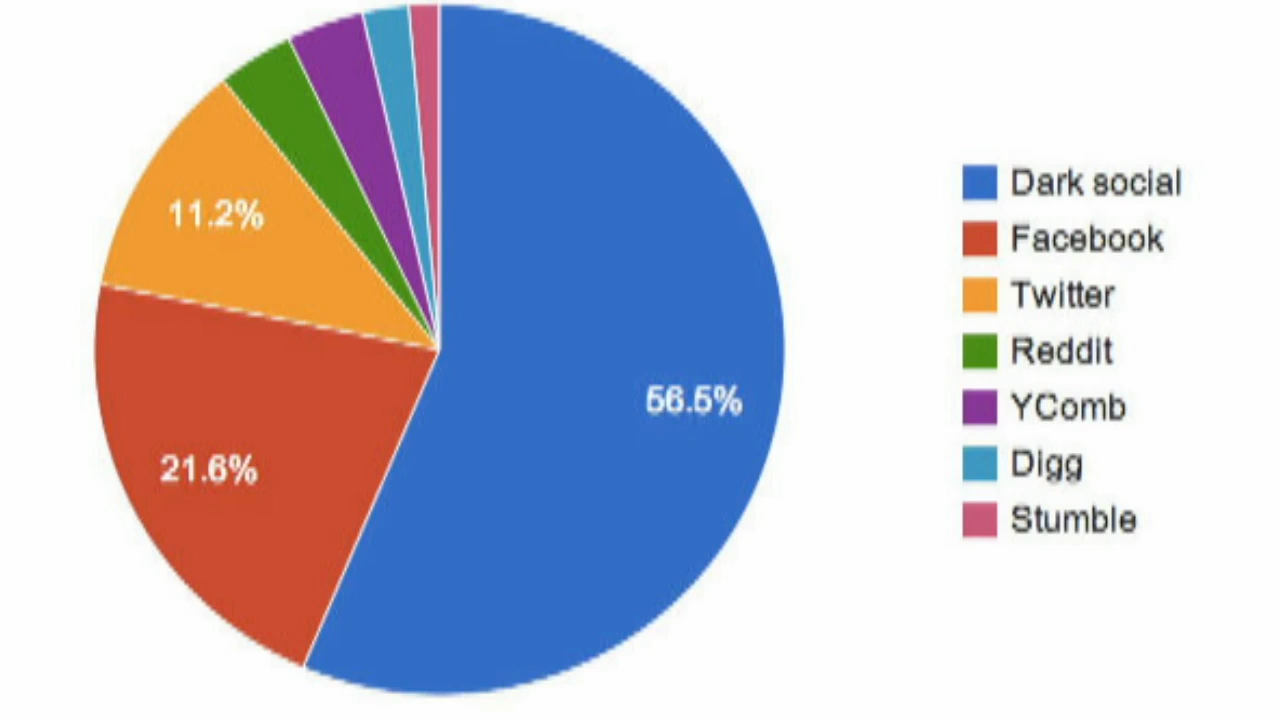 11.2%
56.5%
21.6%
Dark social
Facebook
Twitter
Reddit
YComb
Digg
Stumble